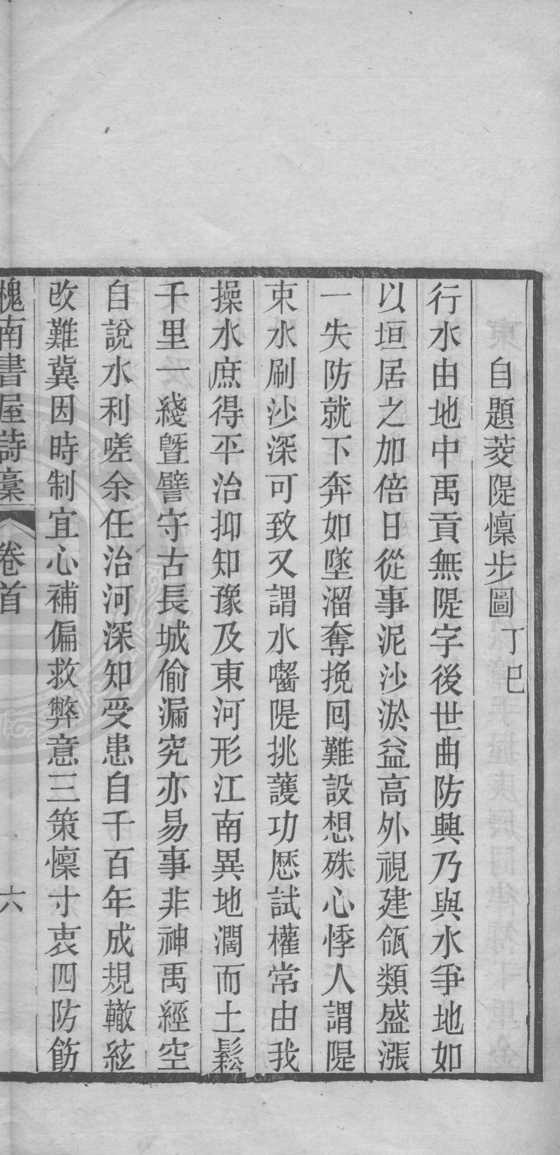 自題菱隄懍步圖 丁巳
行水由地中禹貢無隄字後世曲防興乃與水爭地如
以垣居之加倍日從事泥沙淤益高外視建瓴類盛漲
一失防就下奔如墜溜奪挽回難設想殊心悸人謂隄
束水刷沙深可致又謂水嚙隄挑護功歷試權常由我
操水庶得平治抑知豫及東河形江南異地濶而土鬆
千里一綫曁譬守古長城偷漏究亦易事非神禹經空
自說水利嗟余任治河深知受患自千百年成規轍絃
改難冀因時制宜心補偏救弊意三策懍寸衷四防飭
槐南書屋詩藁 卷首 六